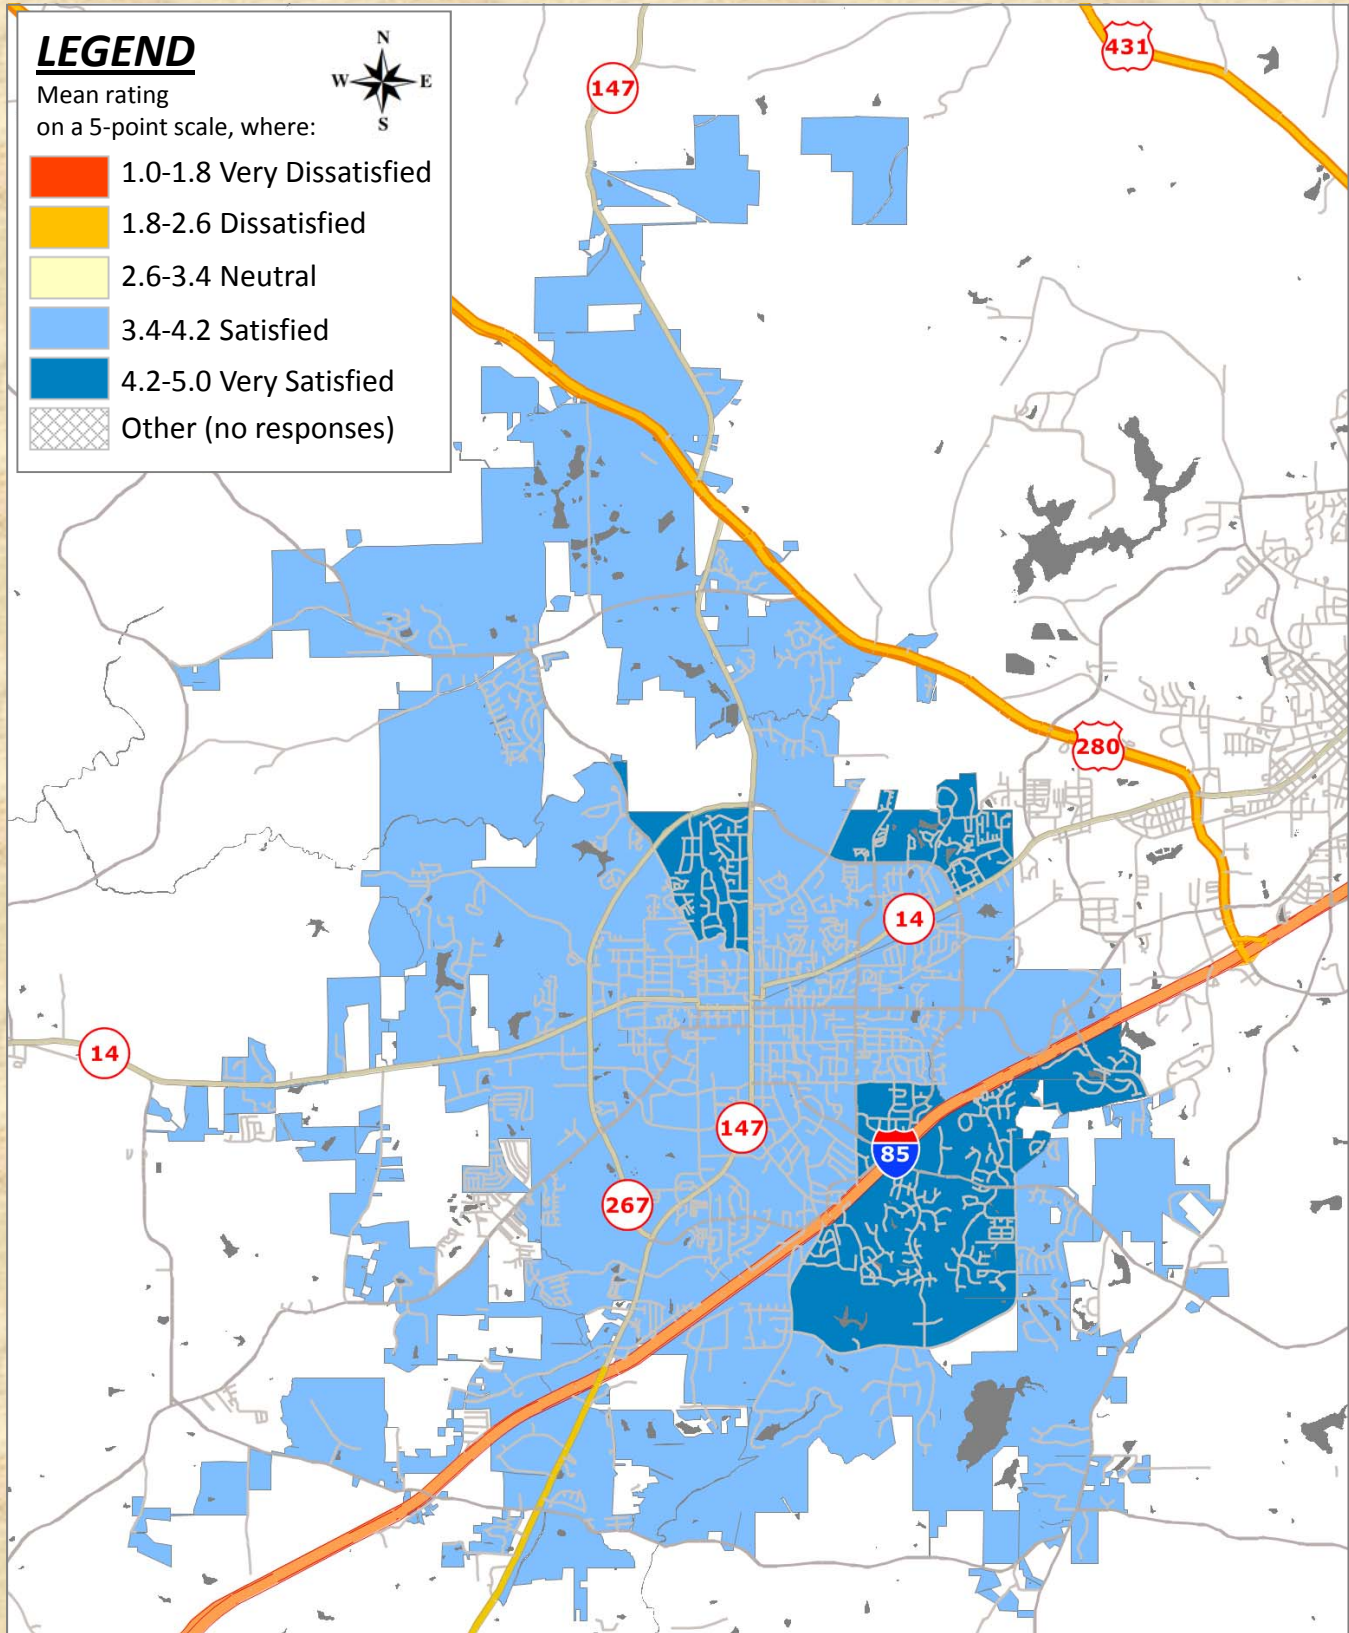 LEGEND
Mean rating
on a 5-point scale, where:
N
W E
S
1.0-1.8 Very Dissatisfied
1.8-2.6 Dissatisfied
2.6-3.4 Neutral
3.4-4.2 Satisfied
4.2-5.0 Very Satisfied
Other (no responses)
431
147
280
14
14
147
85
267